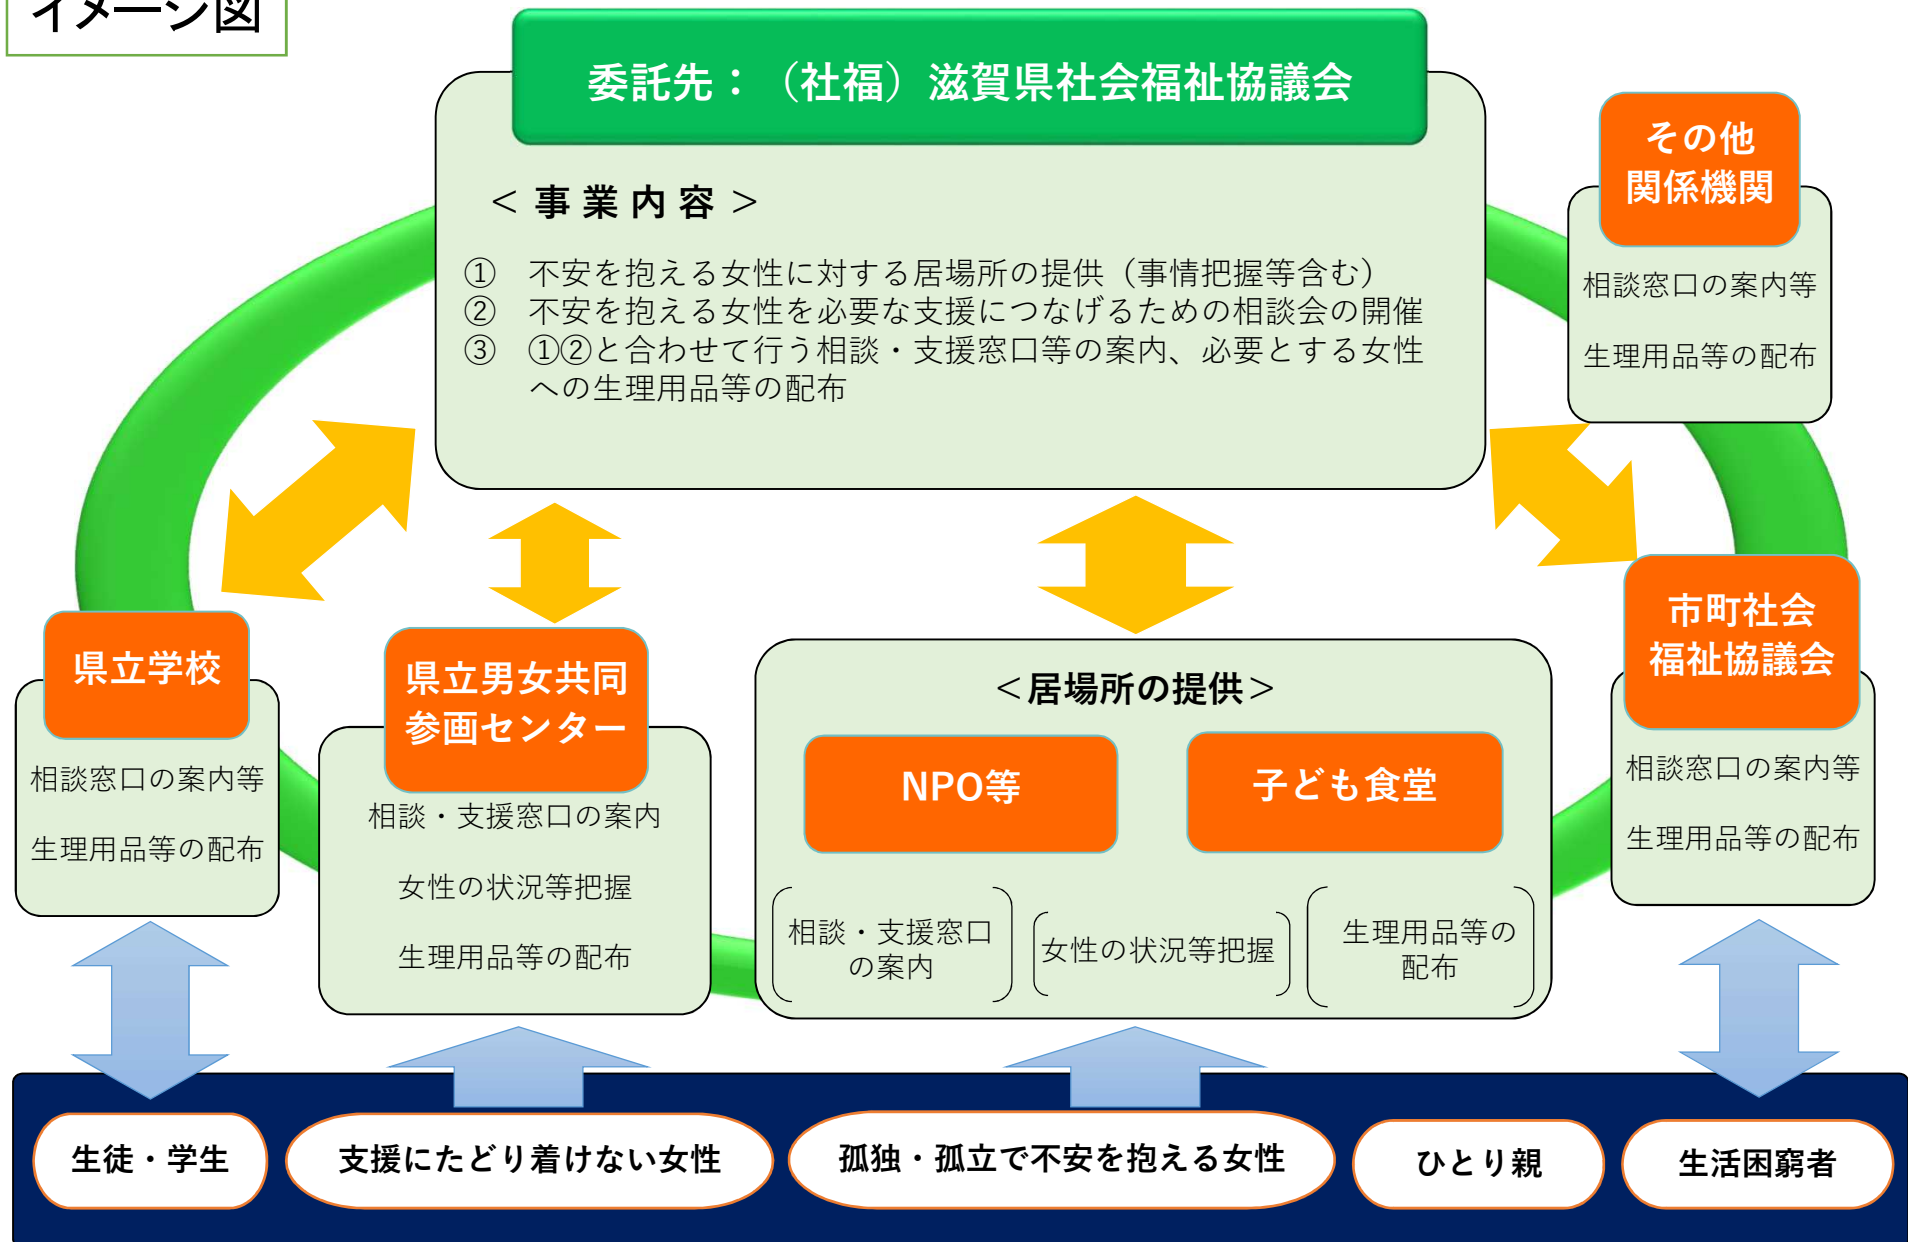 イメージ図
委託先：（社福）滋賀県社会福祉協議会
＜ 事 業 内 容 ＞
① 不安を抱える女性に対する居場所の提供（事情把握等含む）
② 不安を抱える女性を必要な支援につなげるための相談会の開催
③ ①②と合わせて行う相談・支援窓口等の案内、必要とする女性
への生理用品等の配布
その他
関係機関
相談窓口の案内等
生理用品等の配布
県立学校
相談窓口の案内等
生理用品等の配布
県立男女共同
参画センター
相談・支援窓口の案内
女性の状況等把握
生理用品等の配布
＜居場所の提供＞
NPO等
子ども食堂
相談・支援窓口
の案内
女性の状況等把握
生理用品等の
配布
市町社会
福祉協議会
相談窓口の案内等
生理用品等の配布
生徒・学生
支援にたどり着けない女性
孤独・孤立で不安を抱える女性
ひとり親
生活困窮者